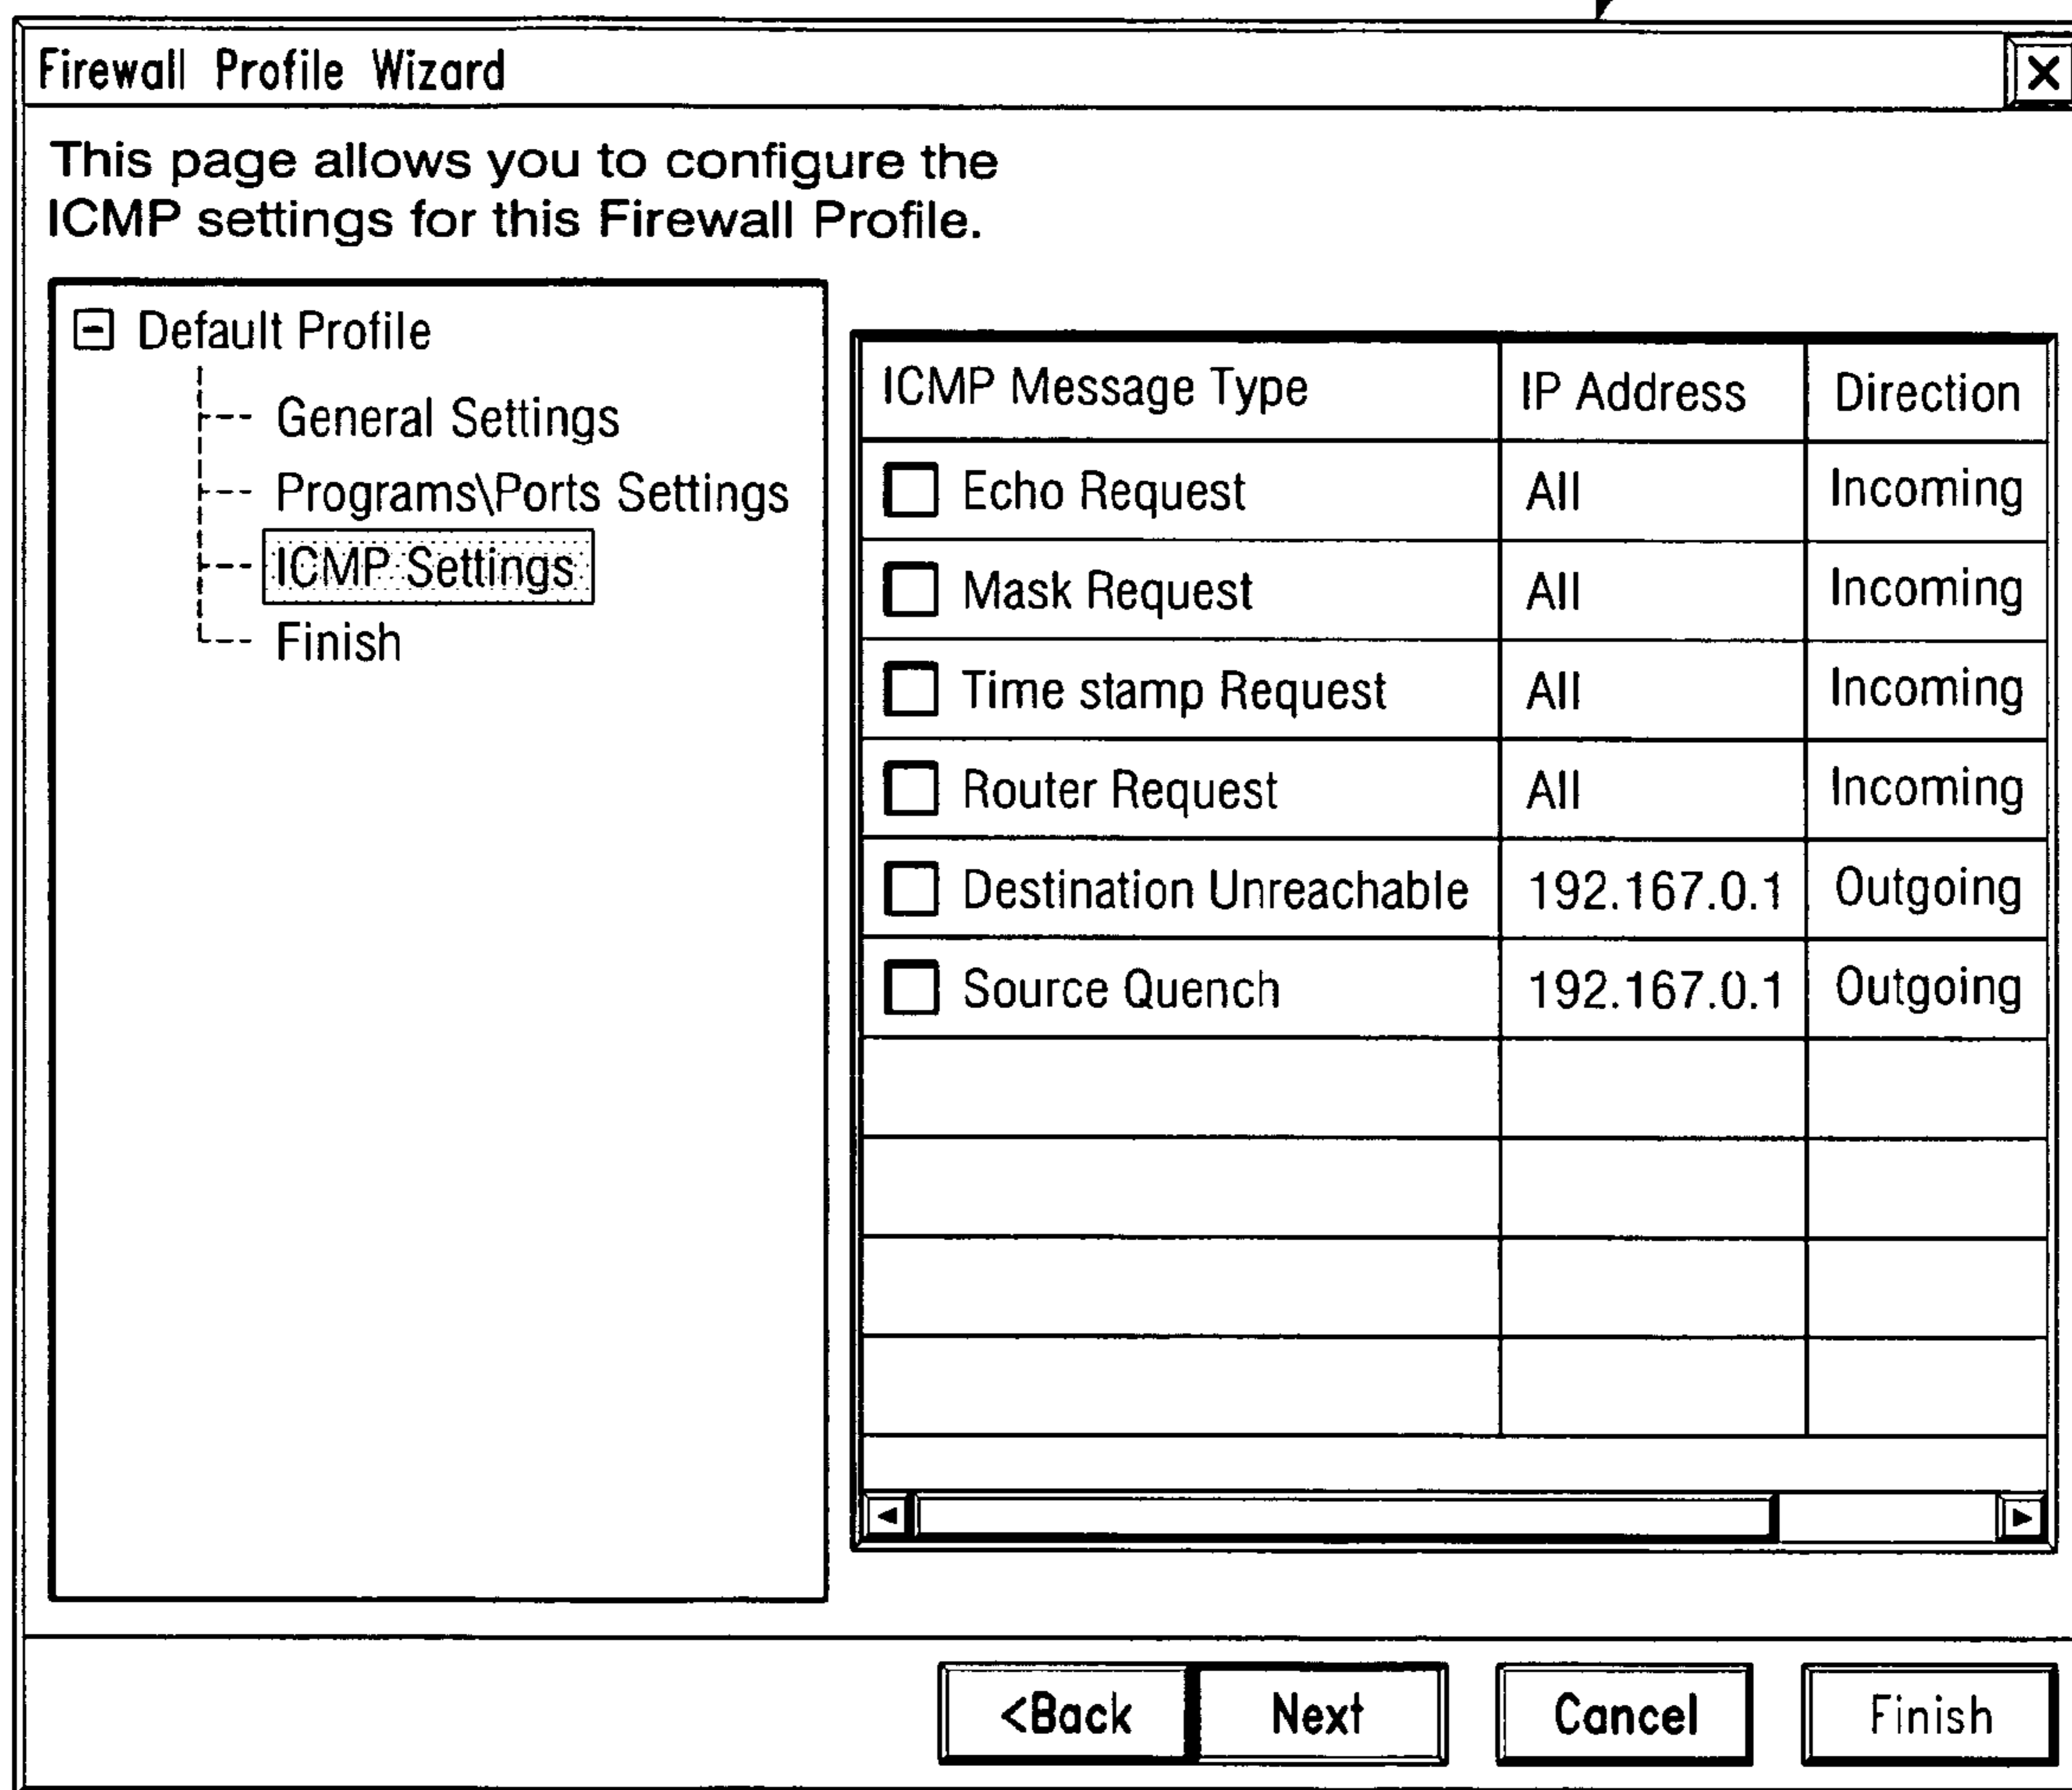 Firewall Profile Wizard
This page allows you to configure the
ICMP settings for this Firewall Profile.
Default Profile
General Settings
Programs\Ports Settings
ICMP Settings
Finish
ICMP Message Type IP Address Direction
Echo Request All Incoming
Mask Request All Incoming
Time stamp Request All Incoming
Router Request All Incoming
Destination Unreachable 192.167.0.1 Outgoing
Source Quench 192.167.0.1 Outgoing
<Back Next Cancel Finish